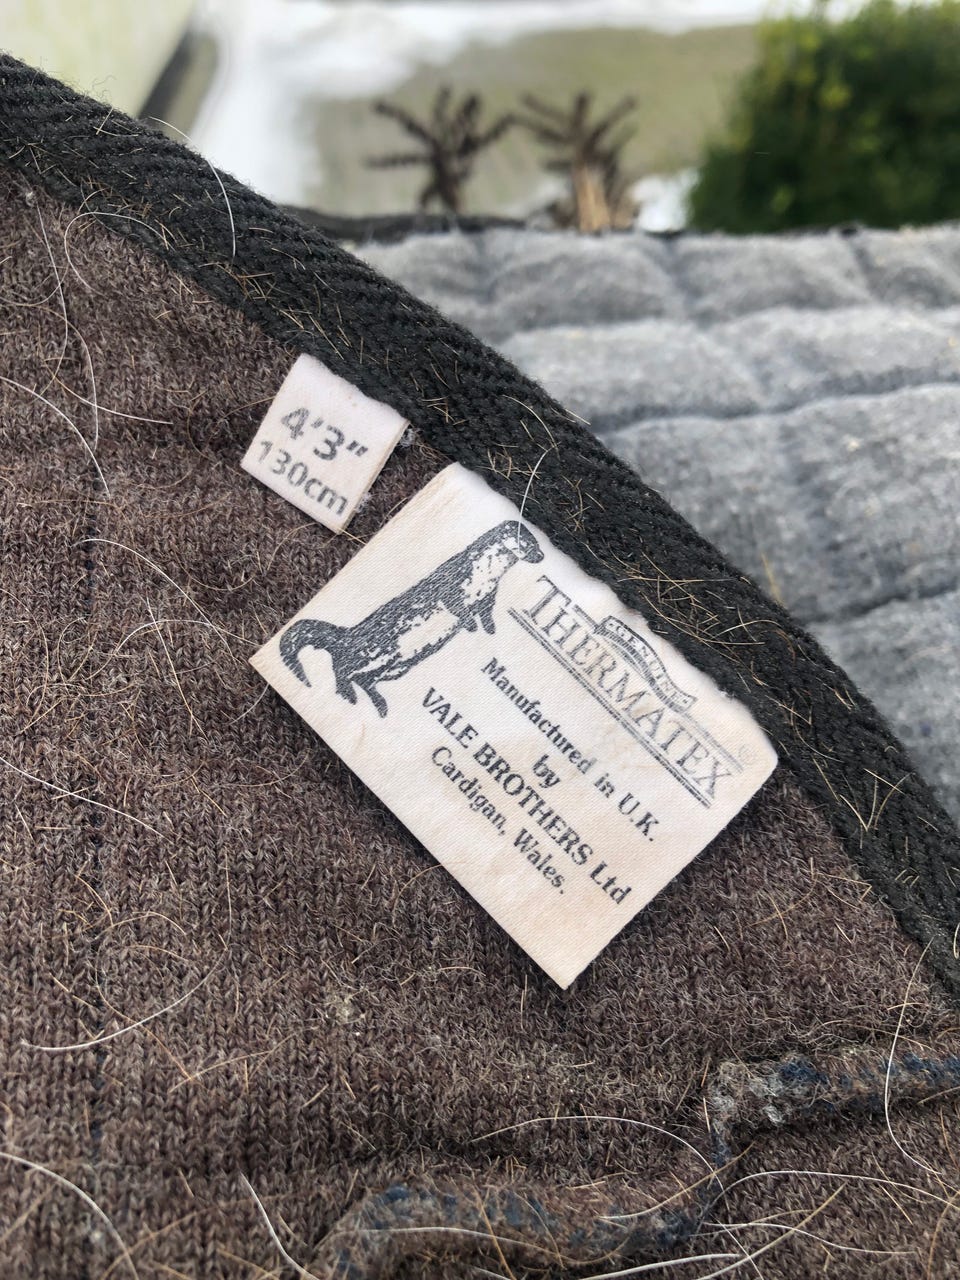 4'3"
130cm
GENUINE
THERMATEX
Manufactured in U.K.
by
VALE BROTHERS Ltd
Cardigan, Wales.